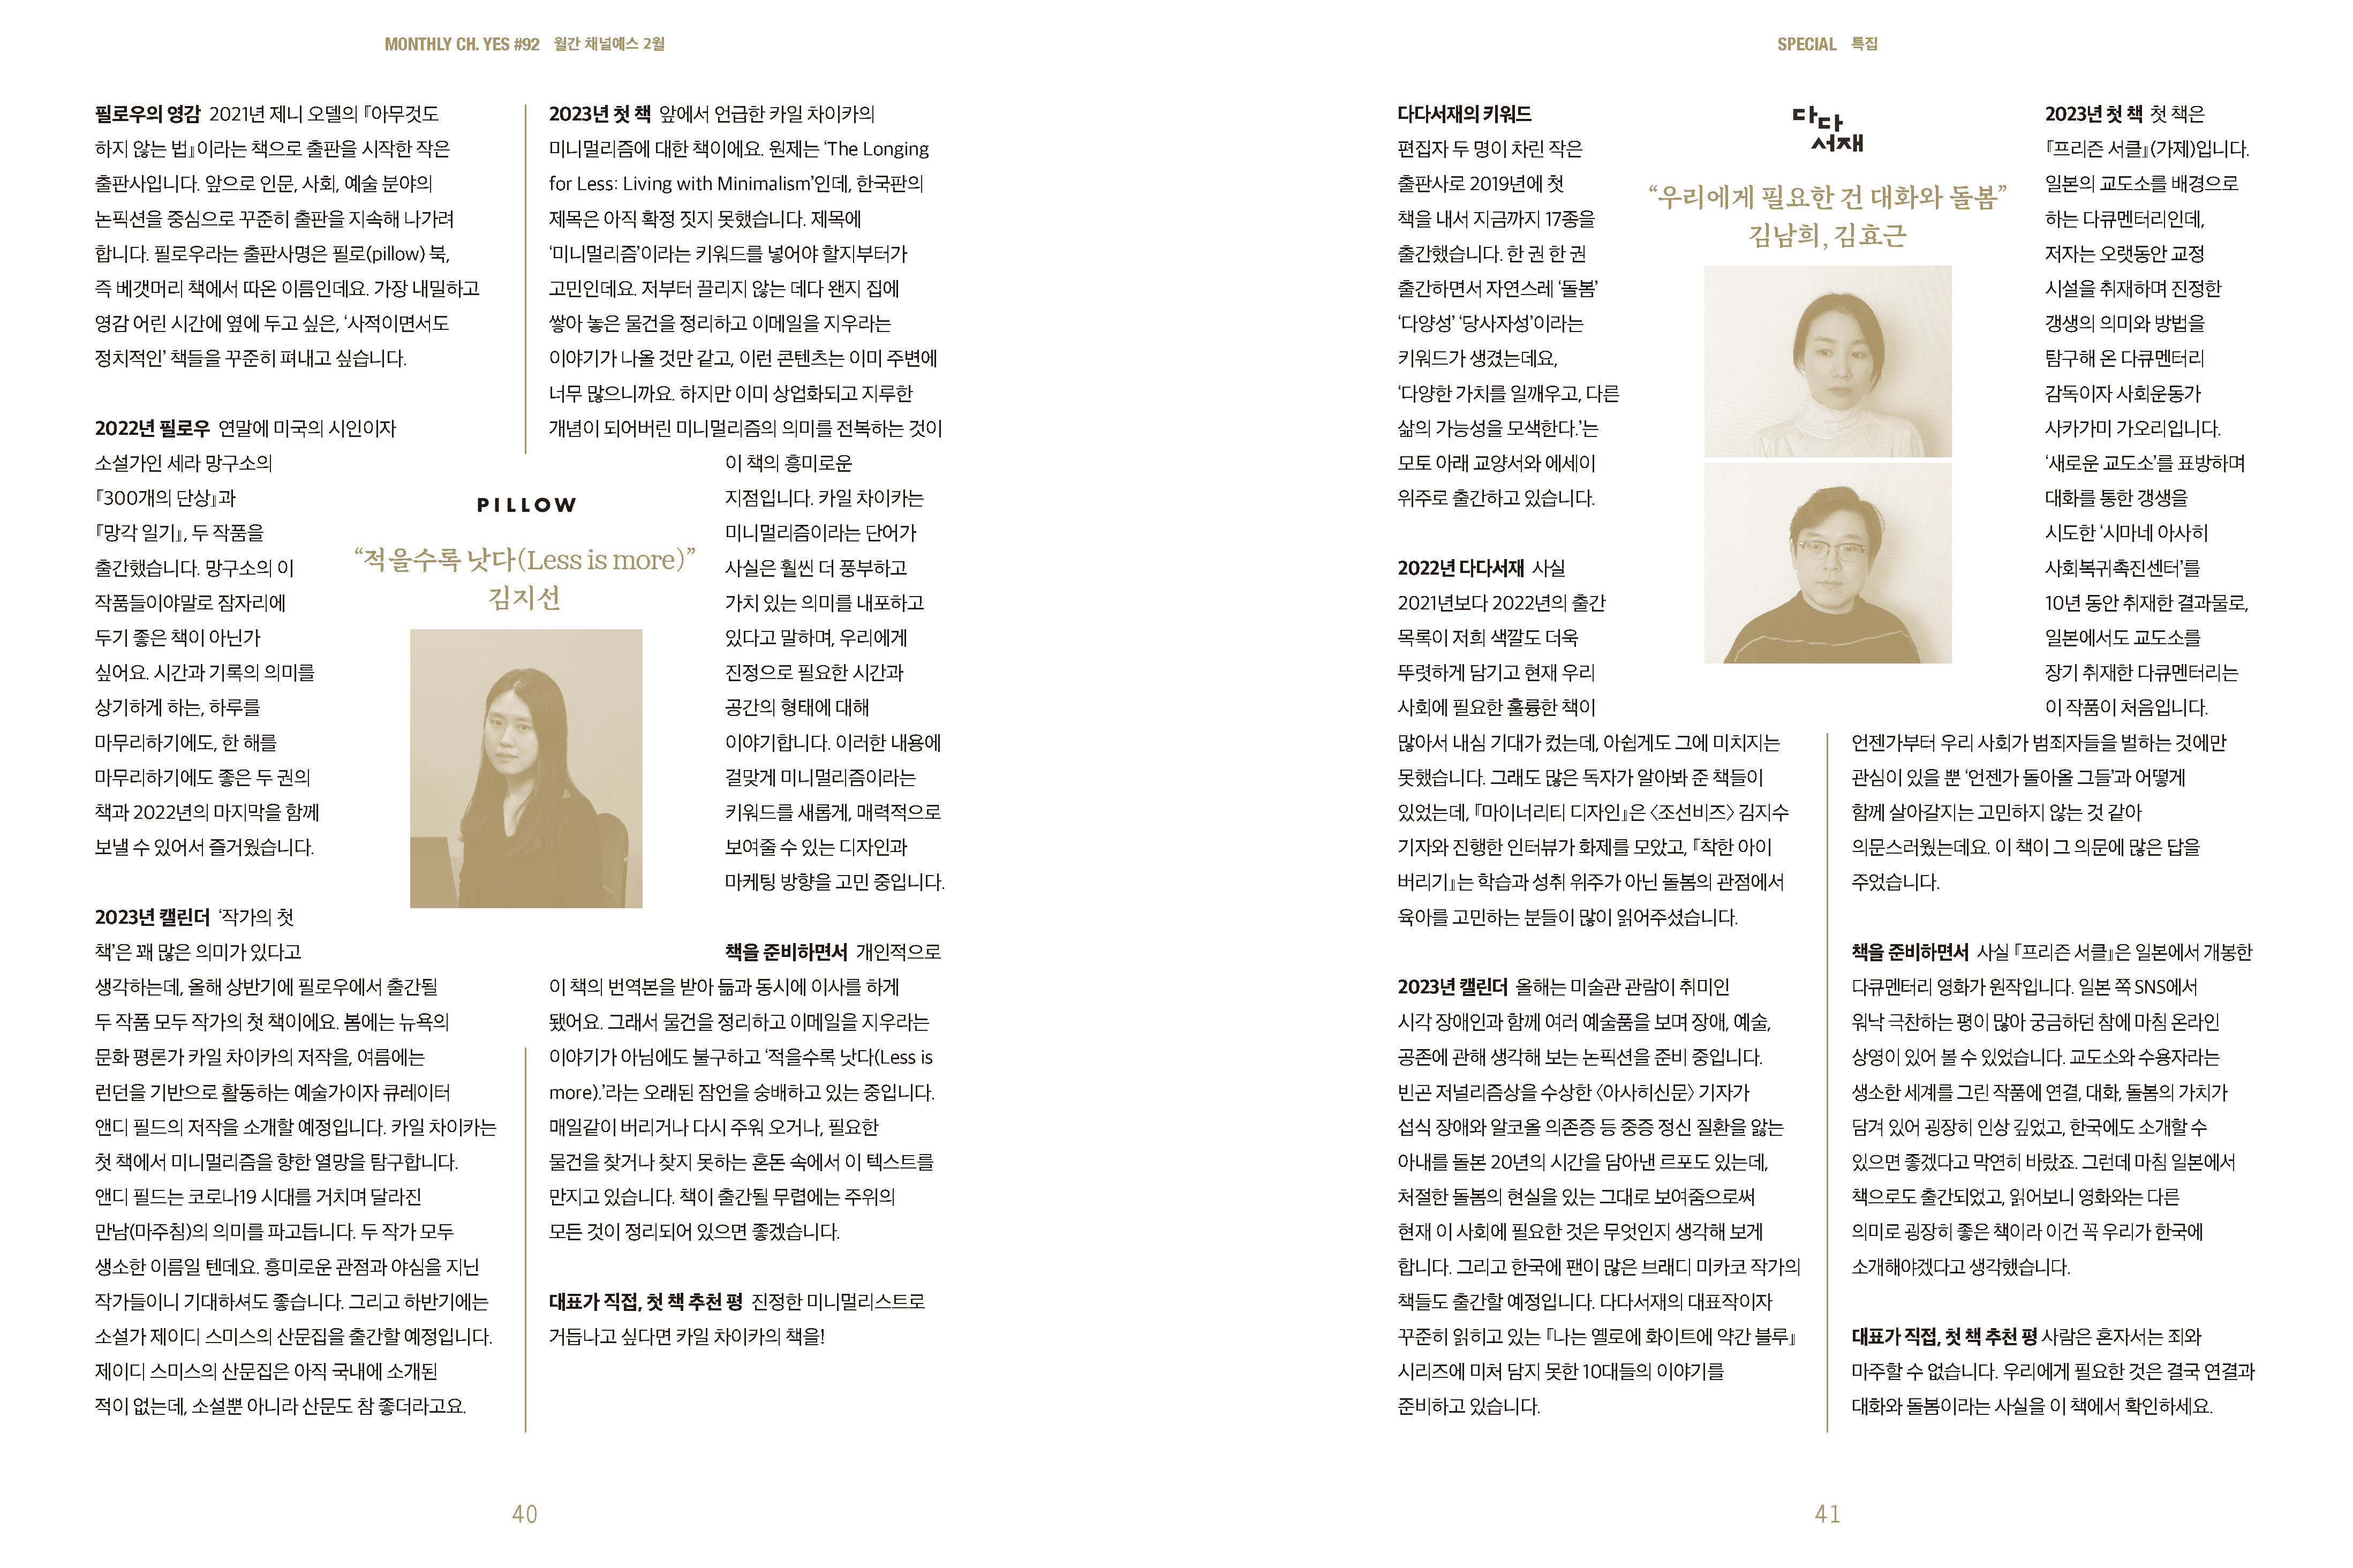 MONTHLY CH. YES #92 월간 채널예스 2월
필로우의 영감 2021년 제니 오델의 『아무것도
하지 않는 법』이라는 책으로 출판을 시작한 작은
출판사입니다. 앞으로 인문, 사회, 예술 분야의
논픽션을 중심으로 꾸준히 출판을 지속해 나가려
합니다. 필로우라는 출판사명은 필로(pillow) 북,
즉 베갯머리 책에서 따온 이름인데요. 가장 내밀하고
영감 어린 시간에 옆에 두고 싶은, ‘사적이면서도
정치적인’ 책들을 꾸준히 펴내고 싶습니다.
2022년 필로우 연말에 미국의 시인이자
소설가인 세라 망구소의
『300개의 단상』과
『망각 일기』, 두 작품을
출간했습니다. 망구소의 이
작품들이야말로 잠자리에
두기 좋은 책이 아닌가
싶어요. 시간과 기록의 의미를
상기하게 하는, 하루를
마무리하기에도, 한 해를
마무리하기에도 좋은 두 권의
책과 2022년의 마지막을 함께
보낼 수 있어서 즐거웠습니다.
2023년 캘린더 ‘작가의 첫
책’은 꽤 많은 의미가 있다고
생각하는데, 올해 상반기에 필로우에서 출간될
두 작품 모두 작가의 첫 책이에요. 봄에는 뉴욕의
문화 평론가 카일 차이카의 저작을, 여름에는
런던을 기반으로 활동하는 예술가이자 큐레이터
앤디 필드의 저작을 소개할 예정입니다. 카일 차이카는
첫 책에서 미니멀리즘을 향한 열망을 탐구합니다.
앤디 필드는 코로나19 시대를 거치며 달라진
만남(마주침)의 의미를 파고듭니다. 두 작가 모두
생소한 이름일 텐데요. 흥미로운 관점과 야심을 지닌
작가들이니 기대하셔도 좋습니다. 그리고 하반기에는
소설가 제이디 스미스의 산문집을 출간할 예정입니다.
제이디 스미스의 산문집은 아직 국내에 소개된
적이 없는데, 소설뿐 아니라 산문도 참 좋더라고요.
PILLOW
“적을수록 낫다(Less is more)”
김지선
2023년 첫 책 앞에서 언급한 카일 차이카의
미니멀리즘에 대한 책이에요. 원제는 ‘The Longing
for Less: Living with Minimalism’인데, 한국판의
제목은 아직 확정 짓지 못했습니다. 제목에
‘미니멀리즘’이라는 키워드를 넣어야 할지부터가
고민인데요. 저부터 끌리지 않는 데다 왠지 집에
쌓아 놓은 물건을 정리하고 이메일을 지우라는
이야기가 나올 것만 같고, 이런 콘텐츠는 이미 주변에
너무 많으니까요. 하지만 이미 상업화되고 지루한
개념이 되어버린 미니멀리즘의 의미를 전복하는 것이
이 책의 흥미로운
지점입니다. 카일 차이카는
미니멀리즘이라는 단어가
사실은 훨씬 더 풍부하고
가치 있는 의미를 내포하고
있다고 말하며, 우리에게
진정으로 필요한 시간과
공간의 형태에 대해
이야기합니다. 이러한 내용에
걸맞게 미니멀리즘이라는
키워드를 새롭게, 매력적으로
보여줄 수 있는 디자인과
마케팅 방향을 고민 중입니다.
책을 준비하면서 개인적으로
이 책의 번역본을 받아 듦과 동시에 이사를 하게
됐어요. 그래서 물건을 정리하고 이메일을 지우라는
이야기가 아님에도 불구하고 ‘적을수록 낫다(Less is
more).’라는 오래된 잠언을 숭배하고 있는 중입니다.
매일같이 버리거나 다시 주워 오거나, 필요한
물건을 찾거나 찾지 못하는 혼돈 속에서 이 텍스트를
만지고 있습니다. 책이 출간될 무렵에는 주위의
모든 것이 정리되어 있으면 좋겠습니다.
대표가 직접, 첫 책 추천 평 진정한 미니멀리스트로
거듭나고 싶다면 카일 차이카의 책을!
40
SPECIAL 특집
다다서재의 키워드
편집자 두 명이 차린 작은
출판사로 2019년에 첫
책을 내서 지금까지 17종을
출간했습니다. 한 권 한 권
출간하면서 자연스레 ‘돌봄’
‘다양성’ ‘당사자성’이라는
키워드가 생겼는데요,
‘다양한 가치를 일깨우고, 다른
삶의 가능성을 모색한다.’는
모토 아래 교양서와 에세이
위주로 출간하고 있습니다.
2022년 다다서재 사실
2021년보다 2022년의 출간
목록이 저희 색깔도 더욱
뚜렷하게 담기고 현재 우리
사회에 필요한 훌륭한 책이
많아서 내심 기대가 컸는데, 아쉽게도 그에 미치지는
못했습니다. 그래도 많은 독자가 알아봐 준 책들이
있었는데, 『마이너리티 디자인』은 〈조선비즈〉 김지수
기자와 진행한 인터뷰가 화제를 모았고, 『착한 아이
버리기』는 학습과 성취 위주가 아닌 돌봄의 관점에서
육아를 고민하는 분들이 많이 읽어주셨습니다.
2023년 캘린더 올해는 미술관 관람이 취미인
시각 장애인과 함께 여러 예술품을 보며 장애, 예술,
공존에 관해 생각해 보는 논픽션을 준비 중입니다.
빈곤 저널리즘상을 수상한 〈아사히신문〉 기자가
섭식 장애와 알코올 의존증 등 중증 정신 질환을 앓는
아내를 돌본 20년의 시간을 담아낸 르포도 있는데,
처절한 돌봄의 현실을 있는 그대로 보여줌으로써
현재 이 사회에 필요한 것은 무엇인지 생각해 보게
합니다. 그리고 한국에 팬이 많은 브래디 미카코 작가의
책들도 출간할 예정입니다. 다다서재의 대표작이자
꾸준히 읽히고 있는 『나는 옐로에 화이트에 약간 블루』
시리즈에 미처 담지 못한 10대들의 이야기를
준비하고 있습니다.
다다
서재
“우리에게 필요한 건 대화와 돌봄”
김남희, 김효근
2023년 첫 책 첫 책은
『프리즌 서클』(가제)입니다.
일본의 교도소를 배경으로
하는 다큐멘터리인데,
저자는 오랫동안 교정
시설을 취재하며 진정한
갱생의 의미와 방법을
탐구해 온 다큐멘터리
감독이자 사회운동가
사카가미 가오리입니다.
‘새로운 교도소’를 표방하며
대화를 통한 갱생을
시도한 ‘시마네 아사히
사회복귀촉진센터’를
10년 동안 취재한 결과물로,
일본에서도 교도소를
장기 취재한 다큐멘터리는
이 작품이 처음입니다.
언젠가부터 우리 사회가 범죄자들을 벌하는 것에만
관심이 있을 뿐 ‘언젠가 돌아올 그들’과 어떻게
함께 살아갈지는 고민하지 않는 것 같아
의문스러웠는데요. 이 책이 그 의문에 많은 답을
주었습니다.
책을 준비하면서 사실 『프리즌 서클』은 일본에서 개봉한
다큐멘터리 영화가 원작입니다. 일본 쪽 SNS에서
워낙 극찬하는 평이 많아 궁금하던 참에 마침 온라인
상영이 있어 볼 수 있었습니다. 교도소와 수용자라는
생소한 세계를 그린 작품에 연결, 대화, 돌봄의 가치가
담겨 있어 굉장히 인상 깊었고, 한국에도 소개할 수
있으면 좋겠다고 막연히 바랐죠. 그런데 마침 일본에서
책으로도 출간되었고, 읽어보니 영화와는 다른
의미로 굉장히 좋은 책이라 이건 꼭 우리가 한국에
소개해야겠다고 생각했습니다.
대표가 직접, 첫 책 추천 평 사람은 혼자서는 죄와
마주할 수 없습니다. 우리에게 필요한 것은 결국 연결과
대화와 돌봄이라는 사실을 이 책에서 확인하세요.
41